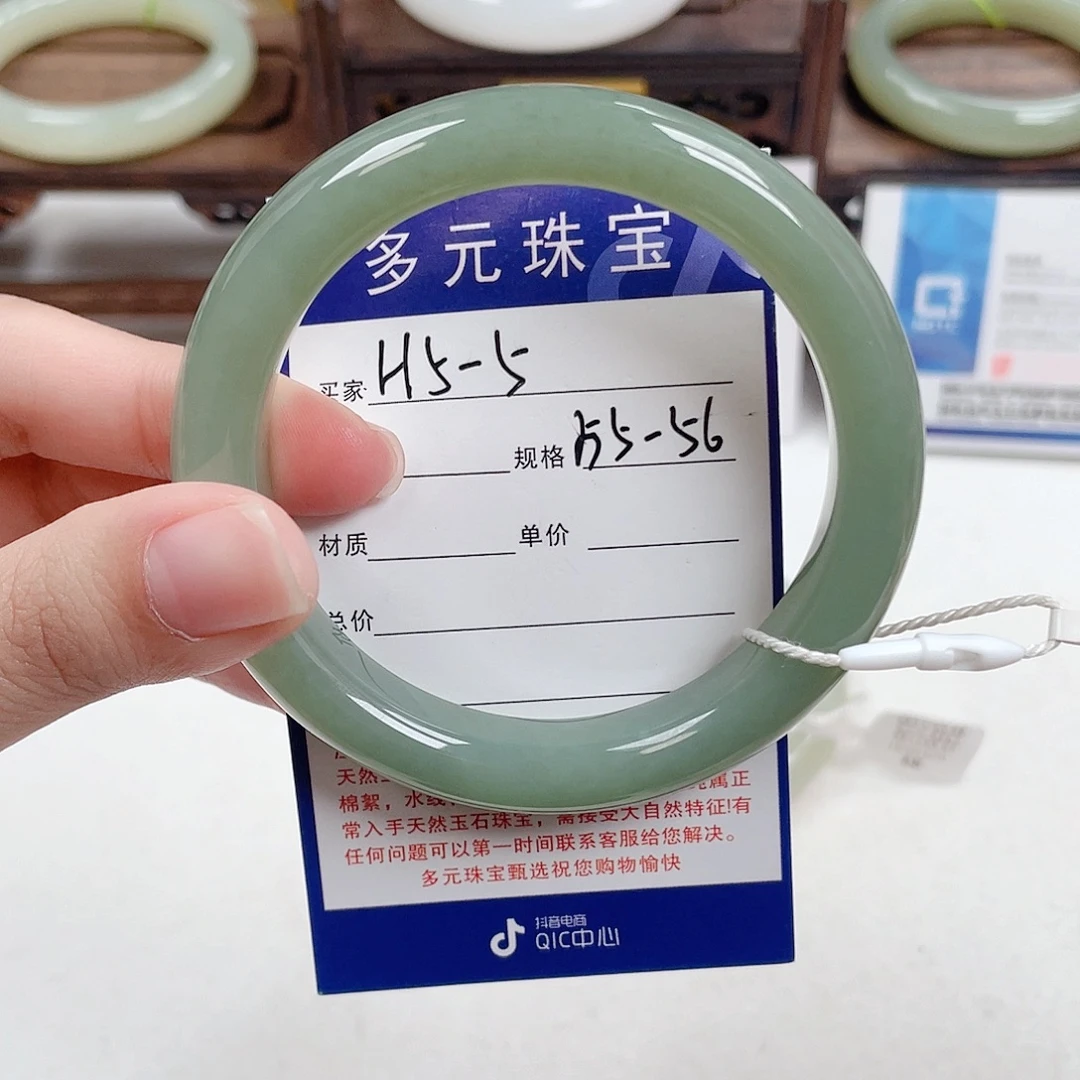 多元珠宝
买家 H5-5
规格 55-56
材质 单价
总价
天然
棉絮，水线 属正
常入手天然玉石珠宝，需接受大自然特征!有
任何问题可以第一时间联系客服给您解决。
多元珠宝甄选祝您购物愉快
抖音电商
QIC中心